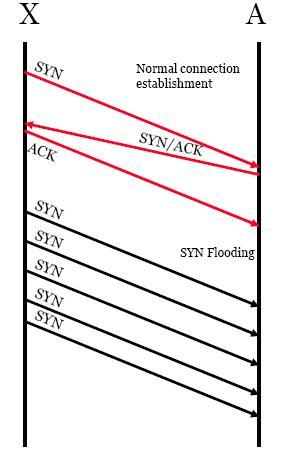 X
A
SYN
Normal connection
establishment
SYN/ACK
ACK
SYN
SYN
SYN Flooding
SYN
SYN
SYN